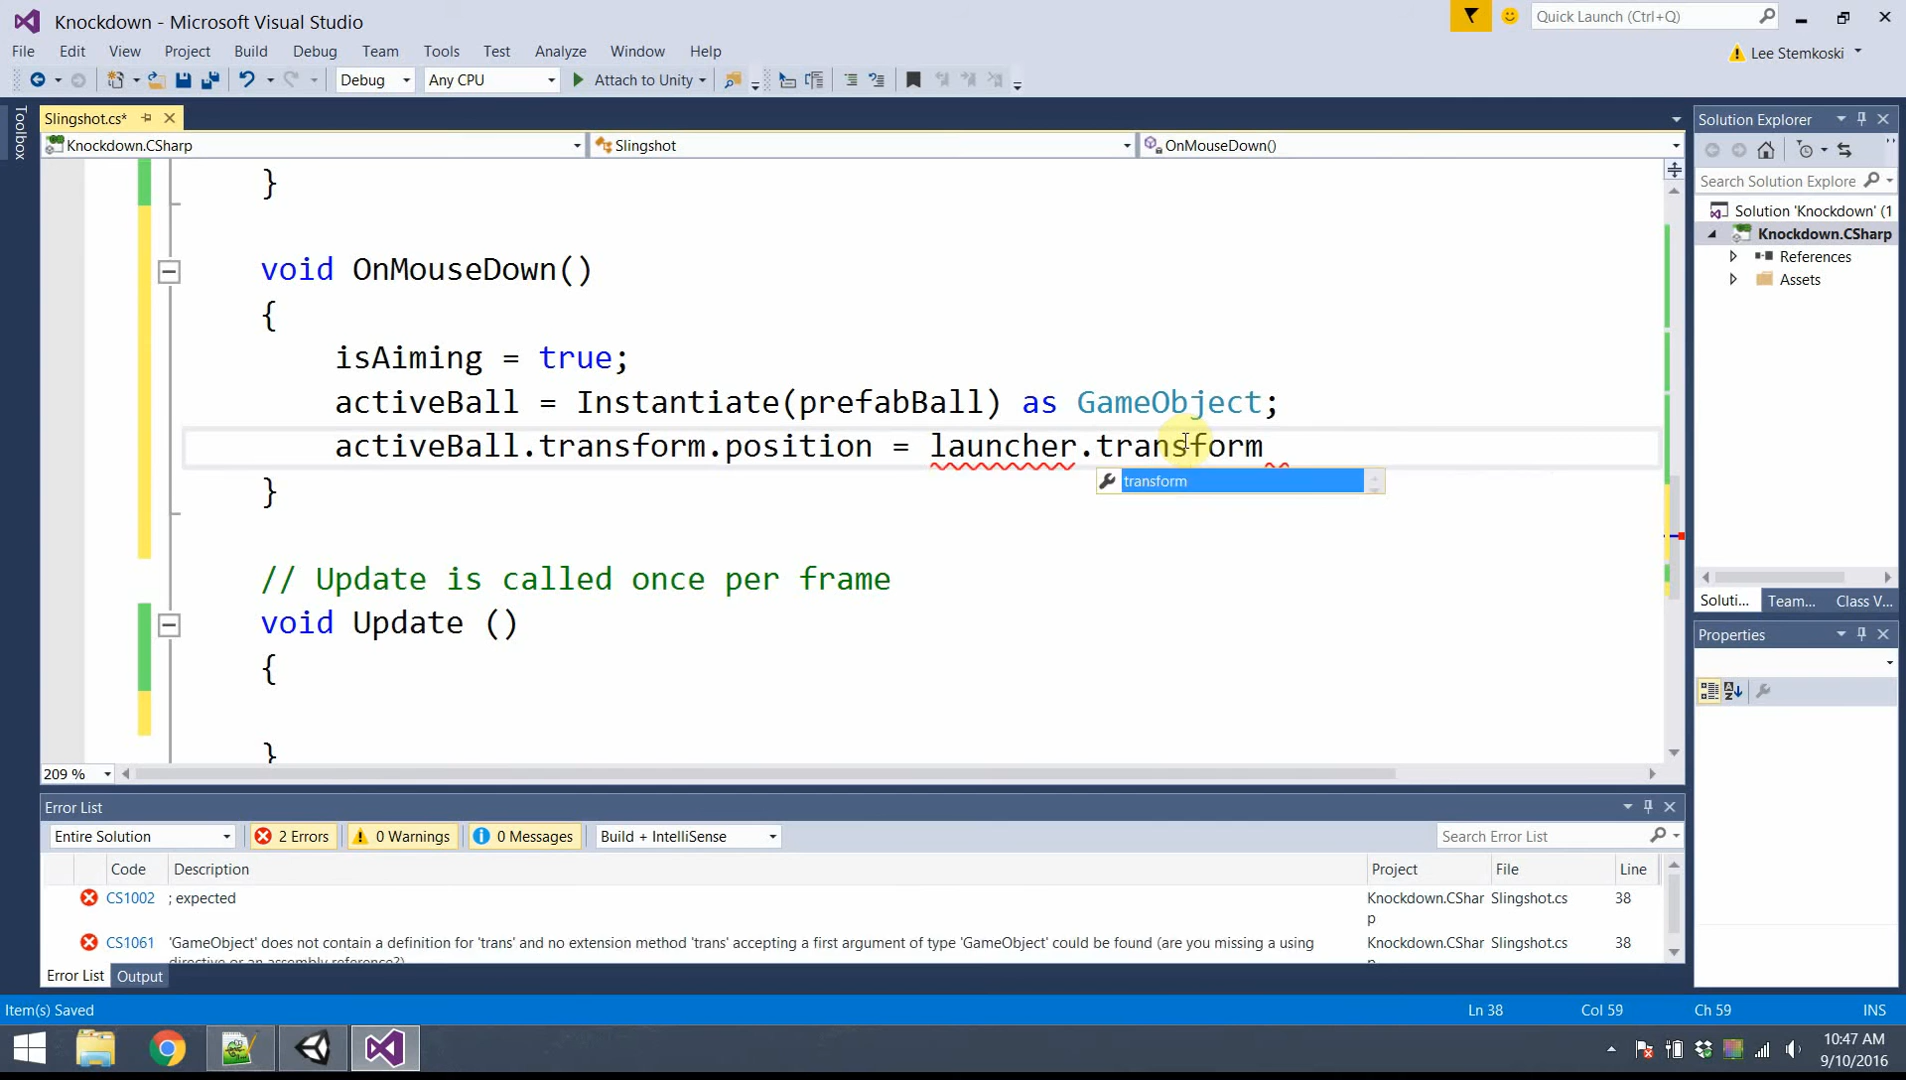 Knockdown - Microsoft Visual Studio
Quick Launch (Ctrl+Q)
File Edit View Project Build Debug Team Tools Test Analyze Window Help
Lee Stemkoski
Debug Any CPU Attach to Unity
Toolbox
Slingshot.cs*
Knockdown.CSharp Slingshot OnMouseDown()
}
void OnMouseDown()
{
isAiming = true;
activeBall = Instantiate(prefabBall) as GameObject;
activeBall.transform.position = launcher.transform
transform
}
// Update is called once per frame
void Update ()
{
}
209 %
Solution Explorer
Search Solution Explore
Solution 'Knockdown' (1
Knockdown.CSharp
References
Assets
Soluti... Team... Class V...
Properties
Error List
Entire Solution 2 Errors 0 Warnings 0 Messages Build + IntelliSense Search Error List
Code Description Project File Line
CS1002 ; expected Knockdown.CShar Slingshot.cs 38
p
CS1061 'GameObject' does not contain a definition for 'trans' and no extension method 'trans' accepting a first argument of type 'GameObject' could be found (are you missing a using Knockdown.CShar Slingshot.cs 38
directive or an assembly reference?) p
Error List Output
Item(s) Saved Ln 38 Col 59 Ch 59 INS
10:47 AM
9/10/2016